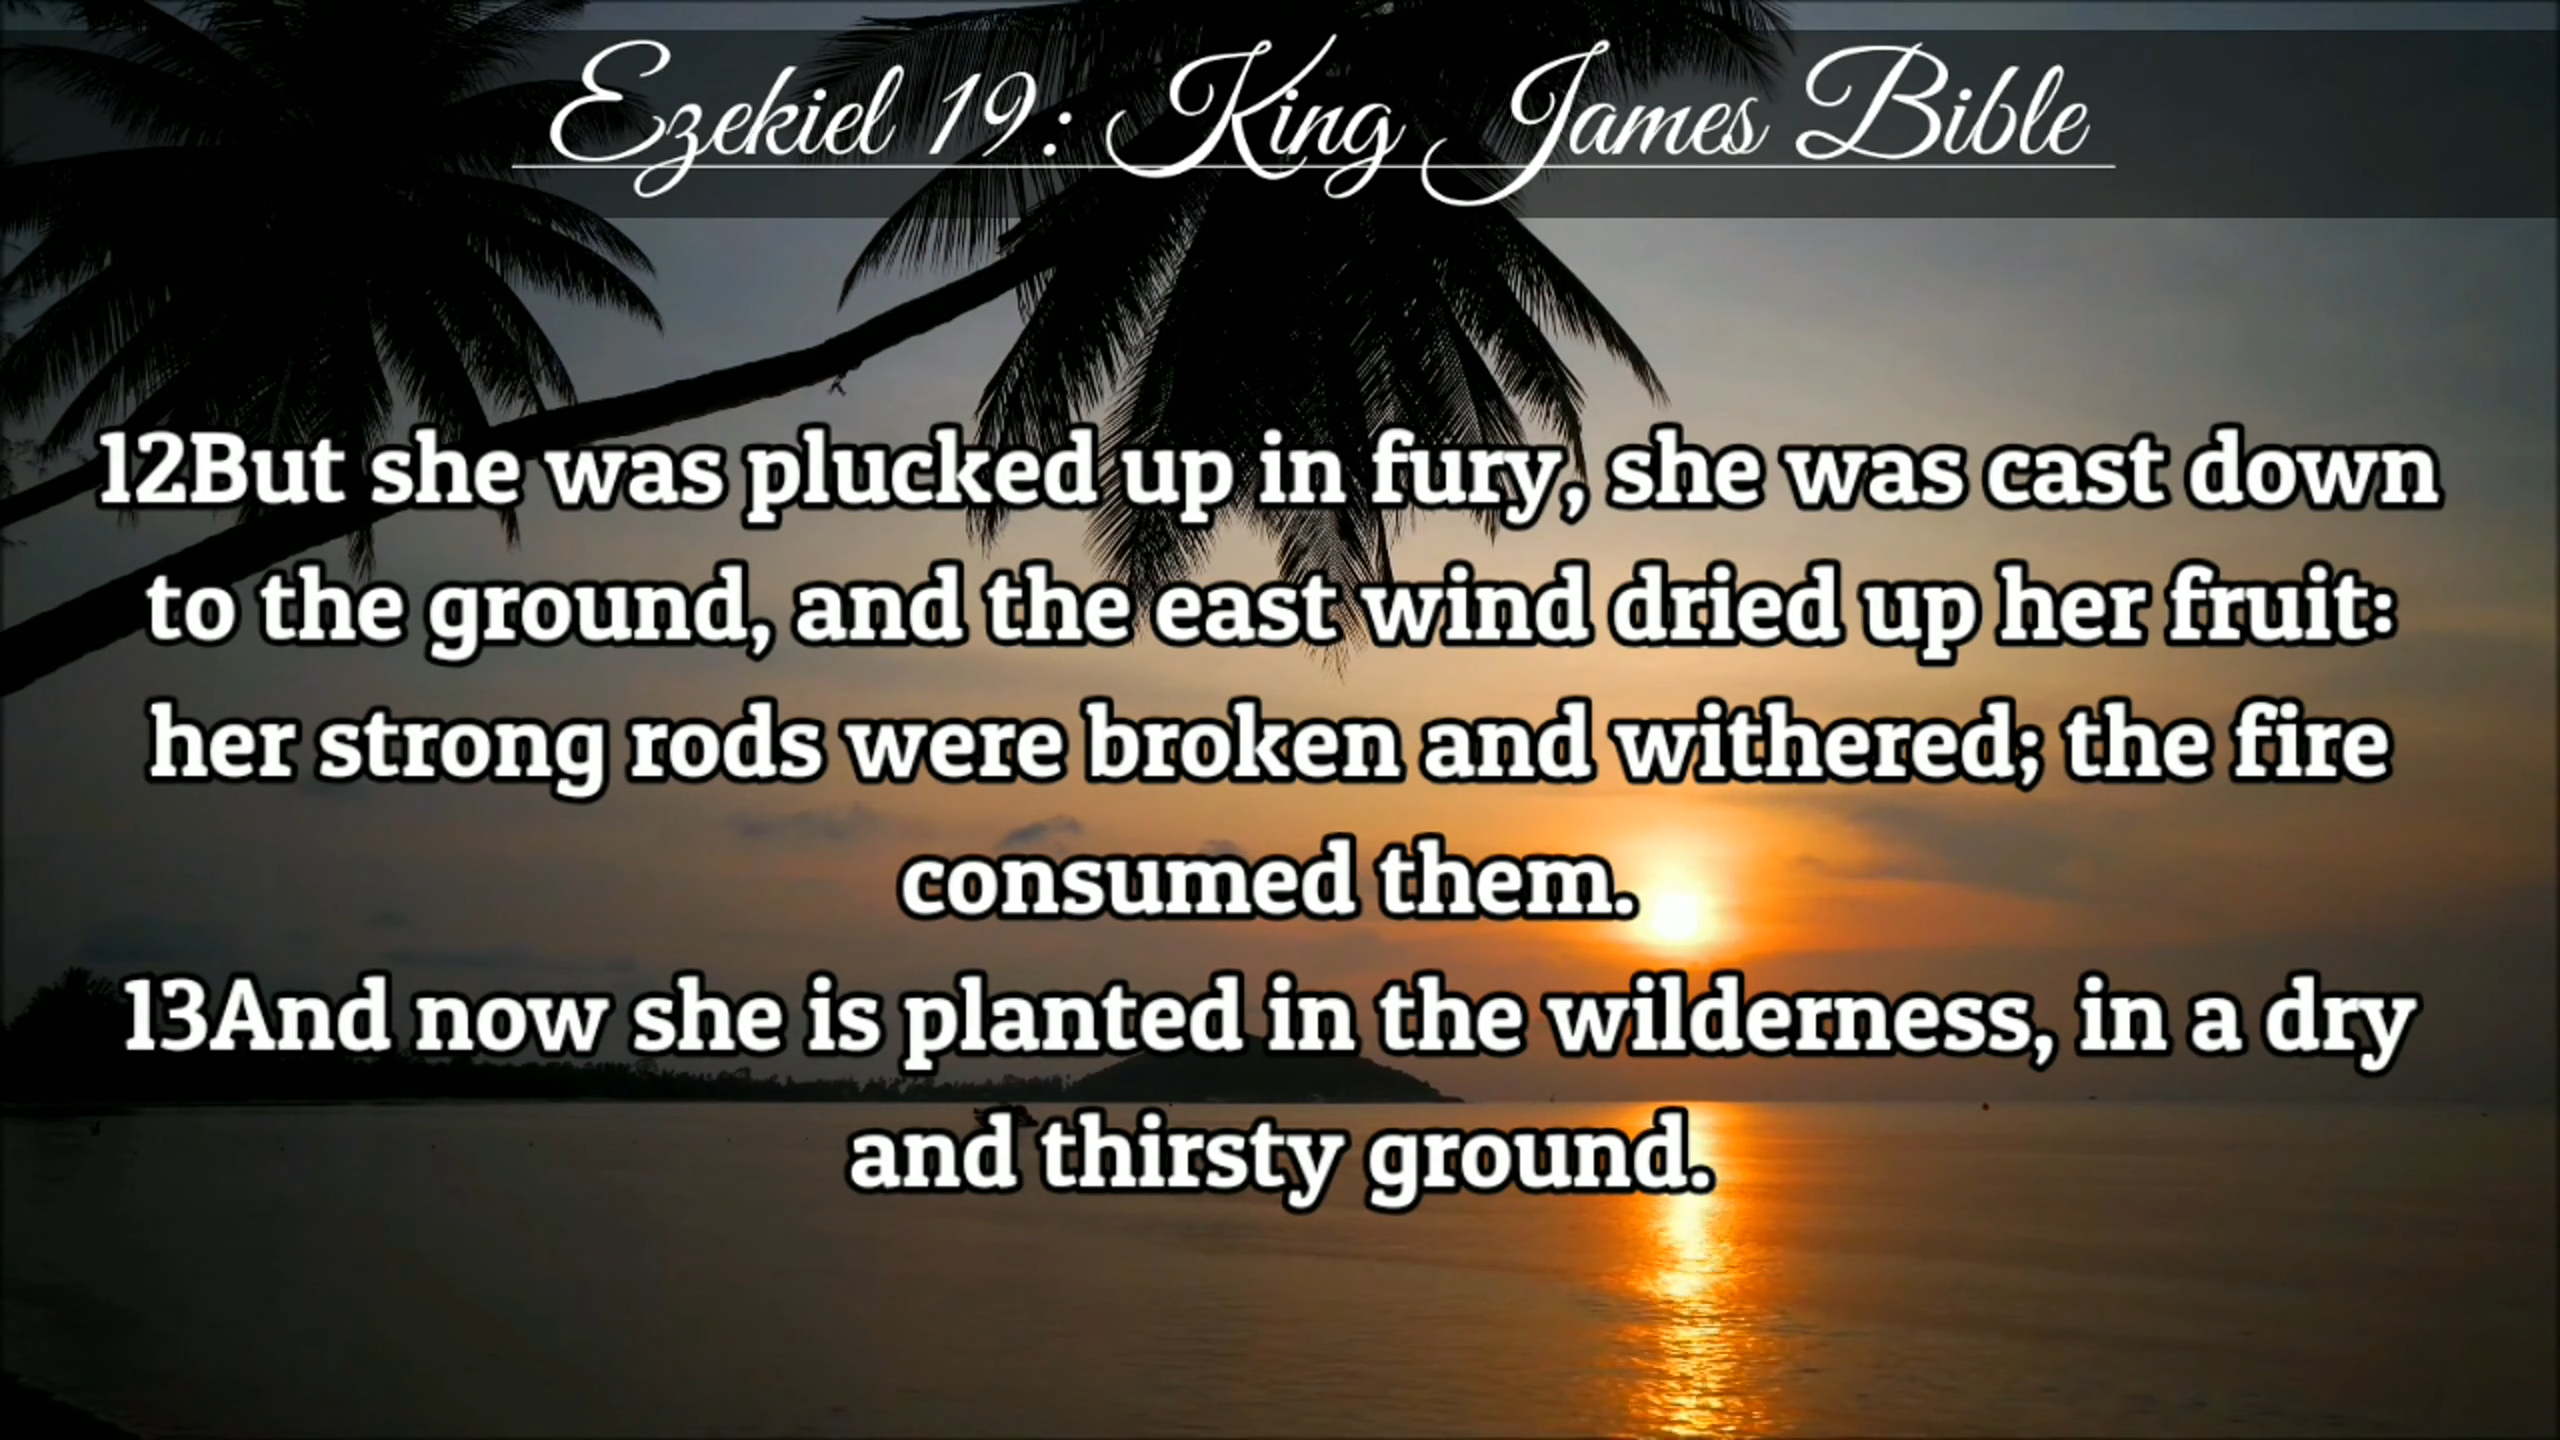 Ezekiel 19: King James Bible
12But she was plucked up in fury, she was cast down
to the ground, and the east wind dried up her fruit:
her strong rods were broken and withered; the fire
consumed them.
13And now she is planted in the wilderness, in a dry
and thirsty ground.